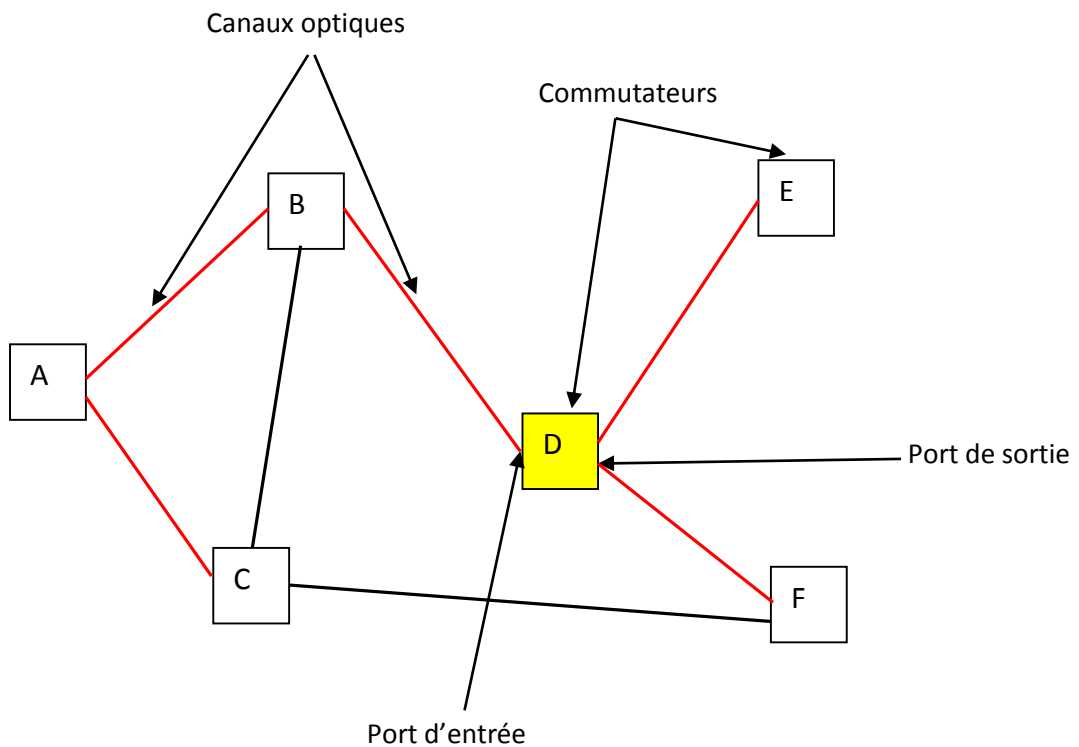 Canaux optiques
Commutateurs
E
B
A
D
Port de sortie
C
F
Port d’entrée